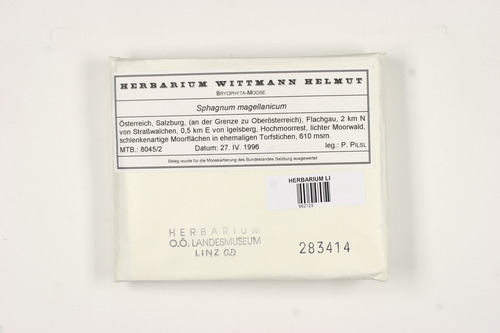 HERBARIUM WITTMANN HELMUT
BRYOPHYTA-MOOSE
Sphagnum magellanicum
Österreich, Salzburg, (an der Grenze zu Oberösterreich), Flachgau, 2 km N
von Straßwalchen, 0,5 km E von Igelsberg, Hochmoorrest, lichter Moorwald,
schlenkenartige Moorflächen in ehemaligen Torfstichen, 610 msm.
MTB.: 8045/2 Datum: 27. IV. 1996 leg.: P. PILSL
Beleg wurde für die Mooskartierung des Bundeslandes Salzburg ausgewertet
HERBARIUM LI
662123
HERBARIUM
O.Ö. LANDESMUSEUM
LINZ (LI)
283414